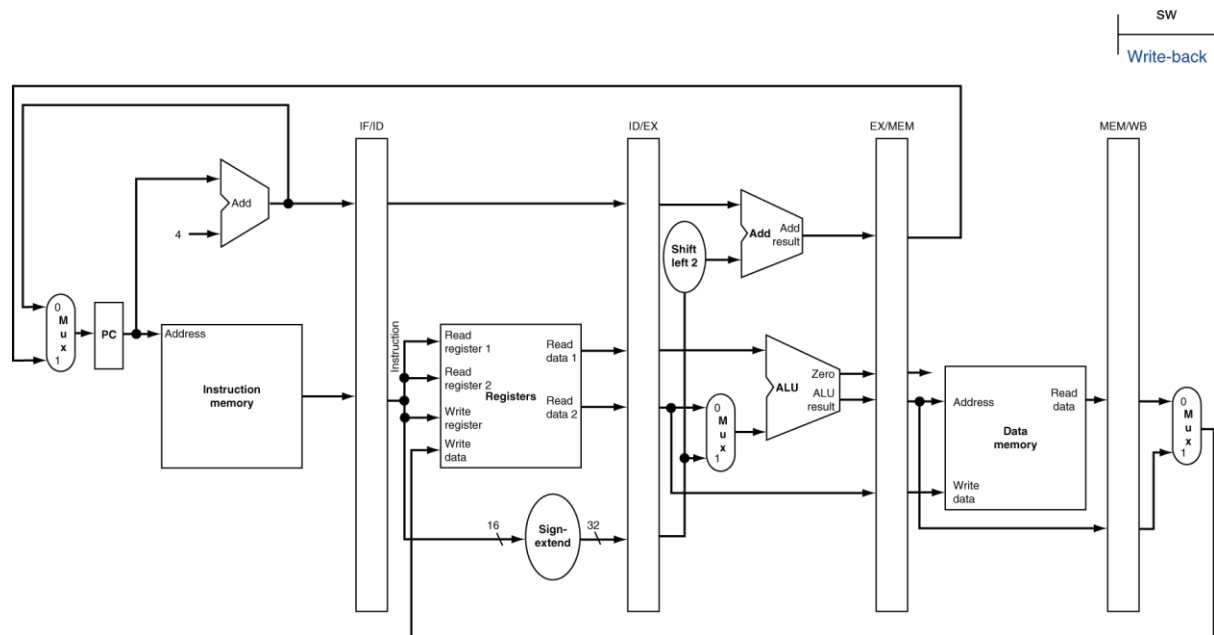 SW
Write-back
IF/ID
ID/EX
EX/MEM
MEM/WB
Add
4
Shift
left 2
Add
Add
result
0
M
u
x
1
PC
Address
Instruction
memory
Instruction
Read
register 1
Read
register 2
Registers
Write
register
Write
data
Read
data 1
Read
data 2
16
Sign-
extend
32
0
M
u
x
1
Zero
ALU
ALU
result
Address
Read
data
Data
memory
Write
data
0
M
u
x
1